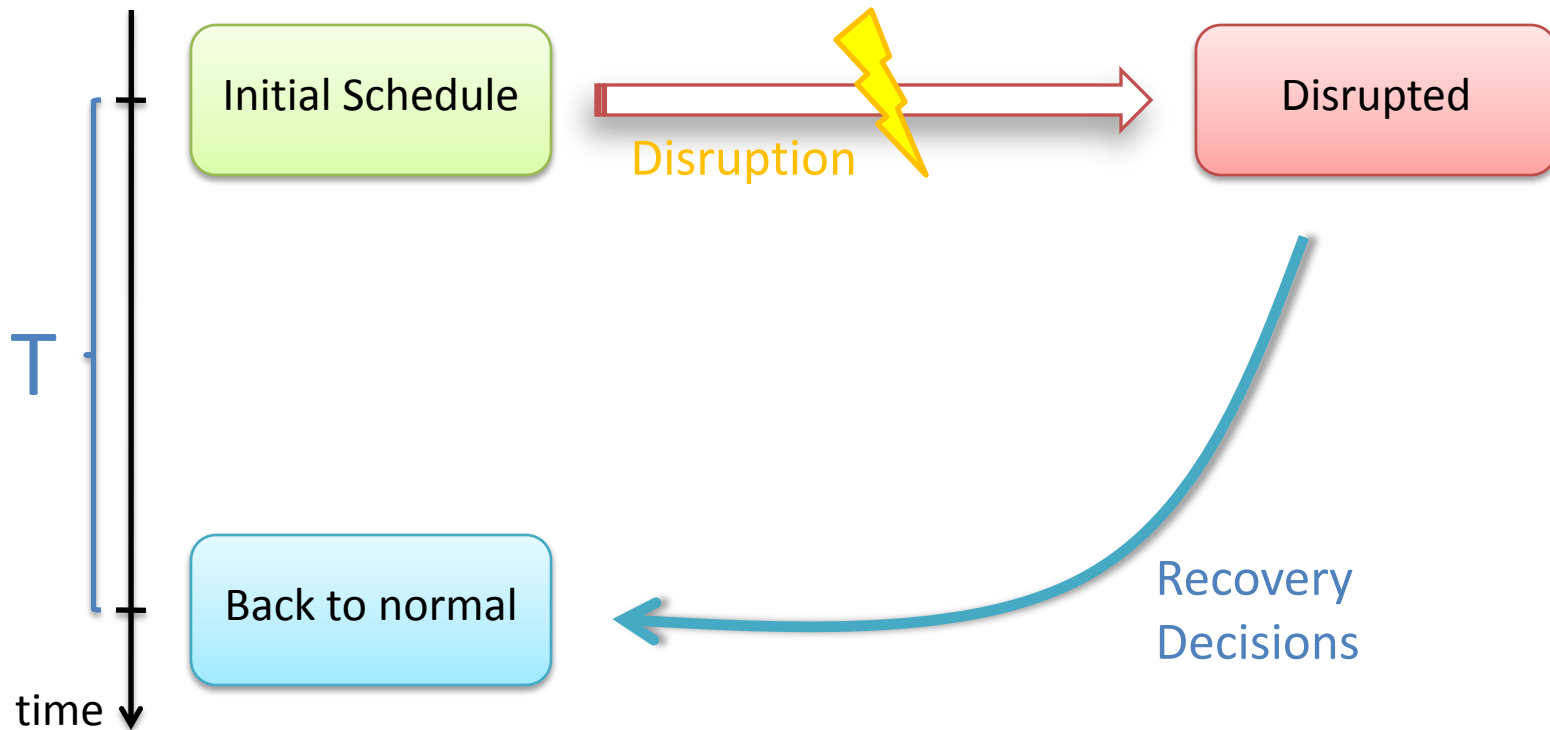 Initial Schedule
Disruption
Disrupted
T
Back to normal
Recovery
Decisions
time